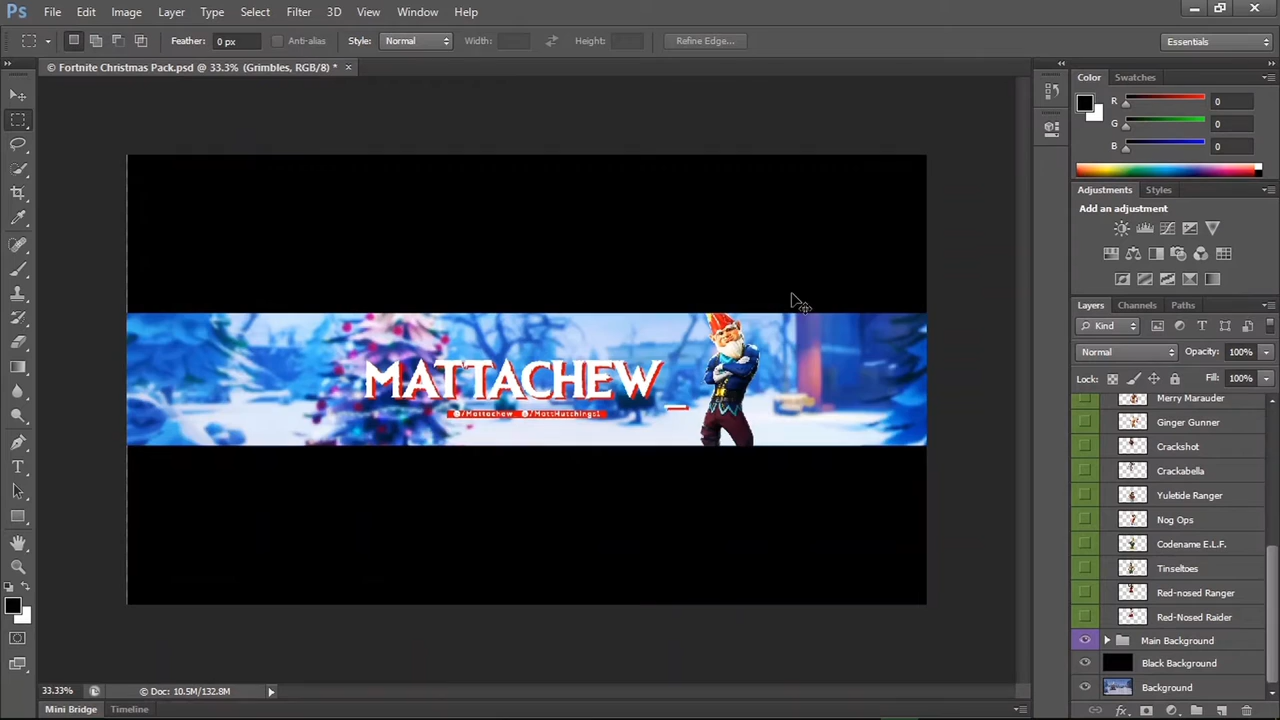 Ps File Edit Image Layer Type Select Filter 3D View Window Help
Feather: 0 px Anti-alias Style: Normal Width: Height: Refine Edge... Essentials
© Fortnite Christmas Pack.psd @ 33.3% (Grimbles, RGB/8) * ×
Color Swatches
R 0
G 0
B 0
Adjustments Styles
Add an adjustment
Layers Channels Paths
Kind
Normal Opacity: 100%
Lock: Fill: 100%
Merry Marauder
Ginger Gunner
Crackshot
Crackabella
Yuletide Ranger
Nog Ops
Codename E.L.F.
Tinseltoes
Red-nosed Ranger
Red-Nosed Raider
Main Background
Black Background
Background
MATTACHEW_
/Mattachew /MattHutchings1
33.33% © Doc: 10.5M/132.8M
Mini Bridge Timeline